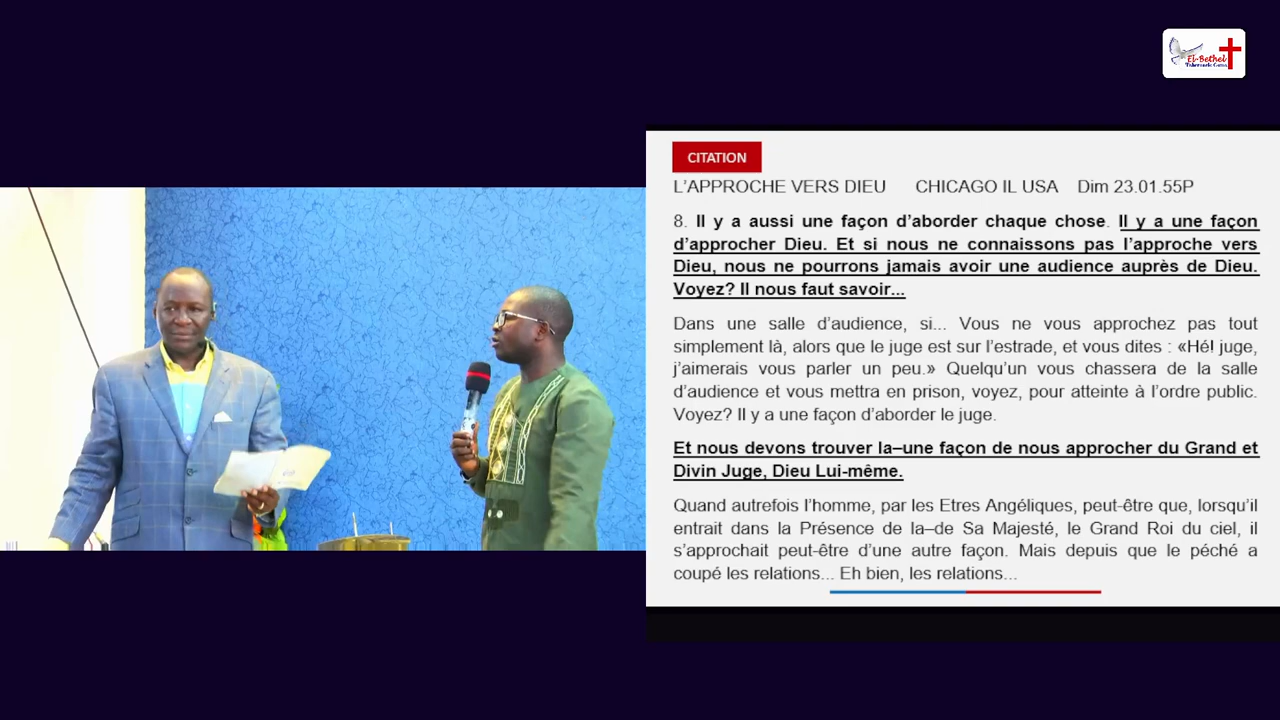 El-Bethel
Tabernacle Goma
CITATION
L’APPROCHE VERS DIEU CHICAGO IL USA Dim 23.01.55P
8. Il y a aussi une façon d’aborder chaque chose. Il y a une façon
d’approcher Dieu. Et si nous ne connaissons pas l’approche vers
Dieu, nous ne pourrons jamais avoir une audience auprès de Dieu.
Voyez? Il nous faut savoir...
Dans une salle d’audience, si... Vous ne vous approchez pas tout
simplement là, alors que le juge est sur l’estrade, et vous dites : «Hé! juge,
j’aimerais vous parler un peu.» Quelqu’un vous chassera de la salle
d’audience et vous mettra en prison, voyez, pour atteinte à l’ordre public.
Voyez? Il y a une façon d’aborder le juge.
Et nous devons trouver la–une façon de nous approcher du Grand et
Divin Juge, Dieu Lui-même.
Quand autrefois l’homme, par les Etres Angéliques, peut-être que, lorsqu’il
entrait dans la Présence de la–de Sa Majesté, le Grand Roi du ciel, il
s’approchait peut-être d’une autre façon. Mais depuis que le péché a
coupé les relations... Eh bien, les relations...